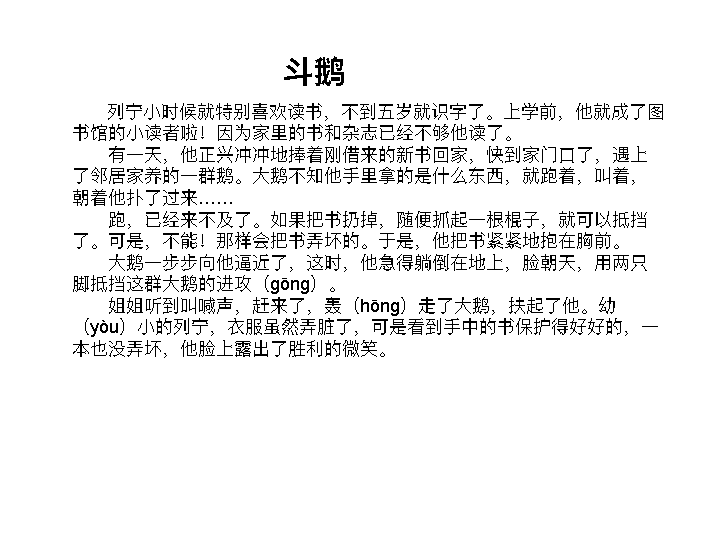 斗鹅
列宁小时候就特别喜欢读书，不到五岁就识字了。上学前，他就成了图
书馆的小读者啦！因为家里的书和杂志已经不够他读了。
有一天，他正兴冲冲地捧着刚借来的新书回家，快到家门口了，遇上
了邻居家养的一群鹅。大鹅不知他手里拿的是什么东西，就跑着，叫着，
朝着他扑了过来……
跑，已经来不及了。如果把书扔掉，随便抓起一根棍子，就可以抵挡
了。可是，不能！那样会把书弄坏的。于是，他把书紧紧地抱在胸前。
大鹅一步步向他逼近了，这时，他急得躺倒在地上，脸朝天，用两只
脚抵挡这群大鹅的进攻（gōng）。
姐姐听到叫喊声，赶来了，轰（hōng）走了大鹅，扶起了他。幼
（yòu）小的列宁，衣服虽然弄脏了，可是看到手中的书保护得好好的，一
本也没弄坏，他脸上露出了胜利的微笑。